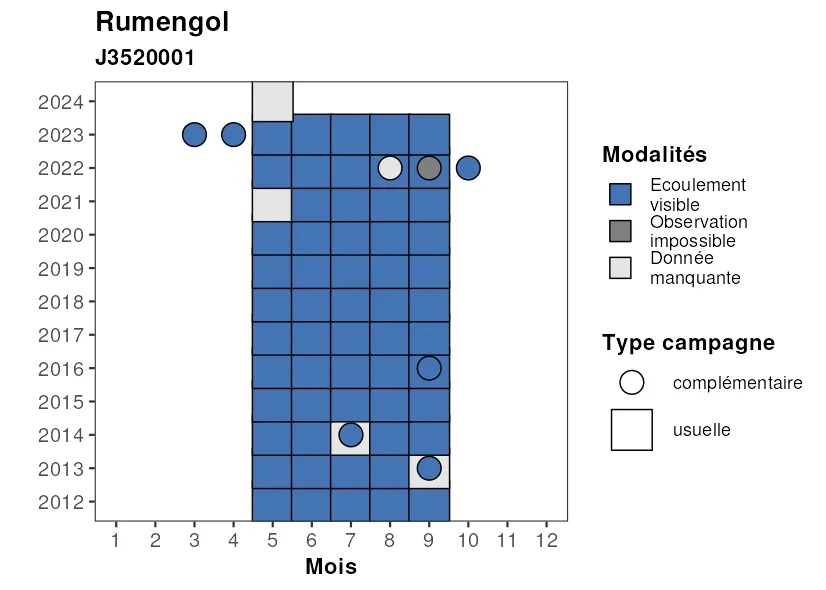 Rumengol
J3520001
2024
2023
2022
2021
2020
2019
2018
2017
2016
2015
2014
2013
2012
1 2 3 4 5 6 7 8 9 10 11 12
Mois
Modalités
Ecoulement
visible
Observation
impossible
Donnée
manquante
Type campagne
complémentaire
usuelle